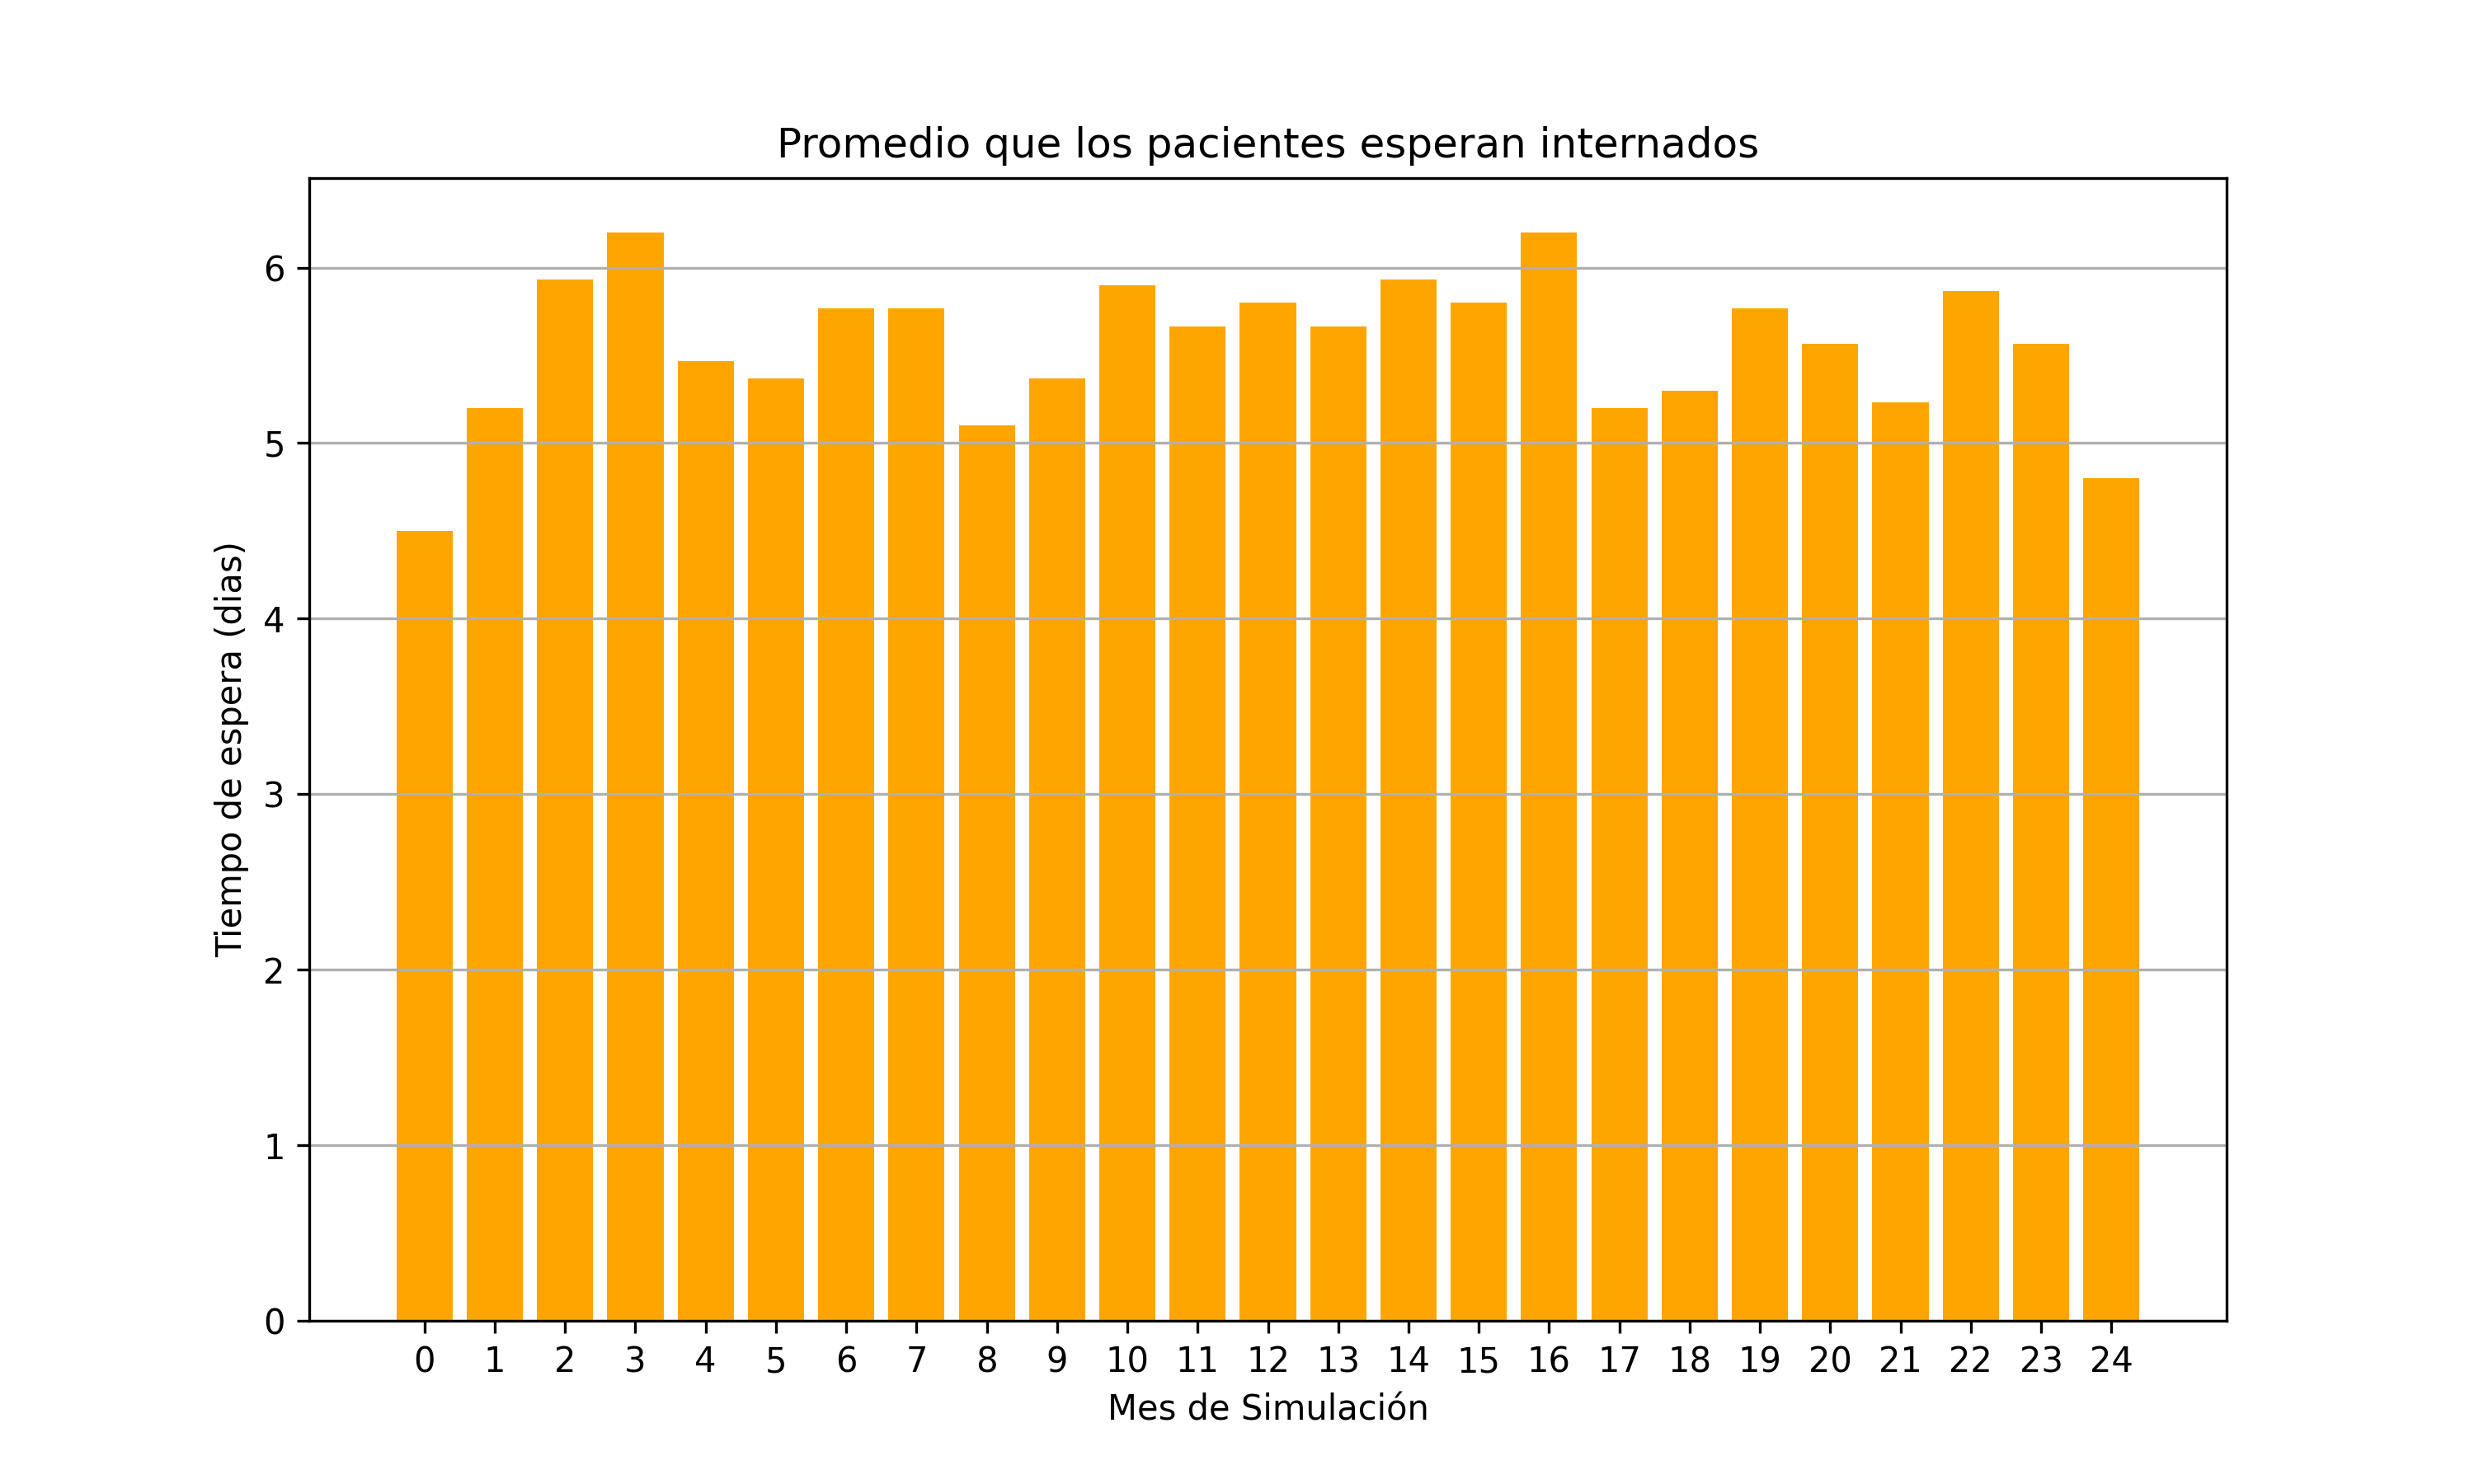 Promedio que los pacientes esperan internados
Tiempo de espera (dias)
6
5
4
3
2
1
0
0 1 2 3 4 5 6 7 8 9 10 11 12 13 14 15 16 17 18 19 20 21 22 23 24
Mes de Simulación